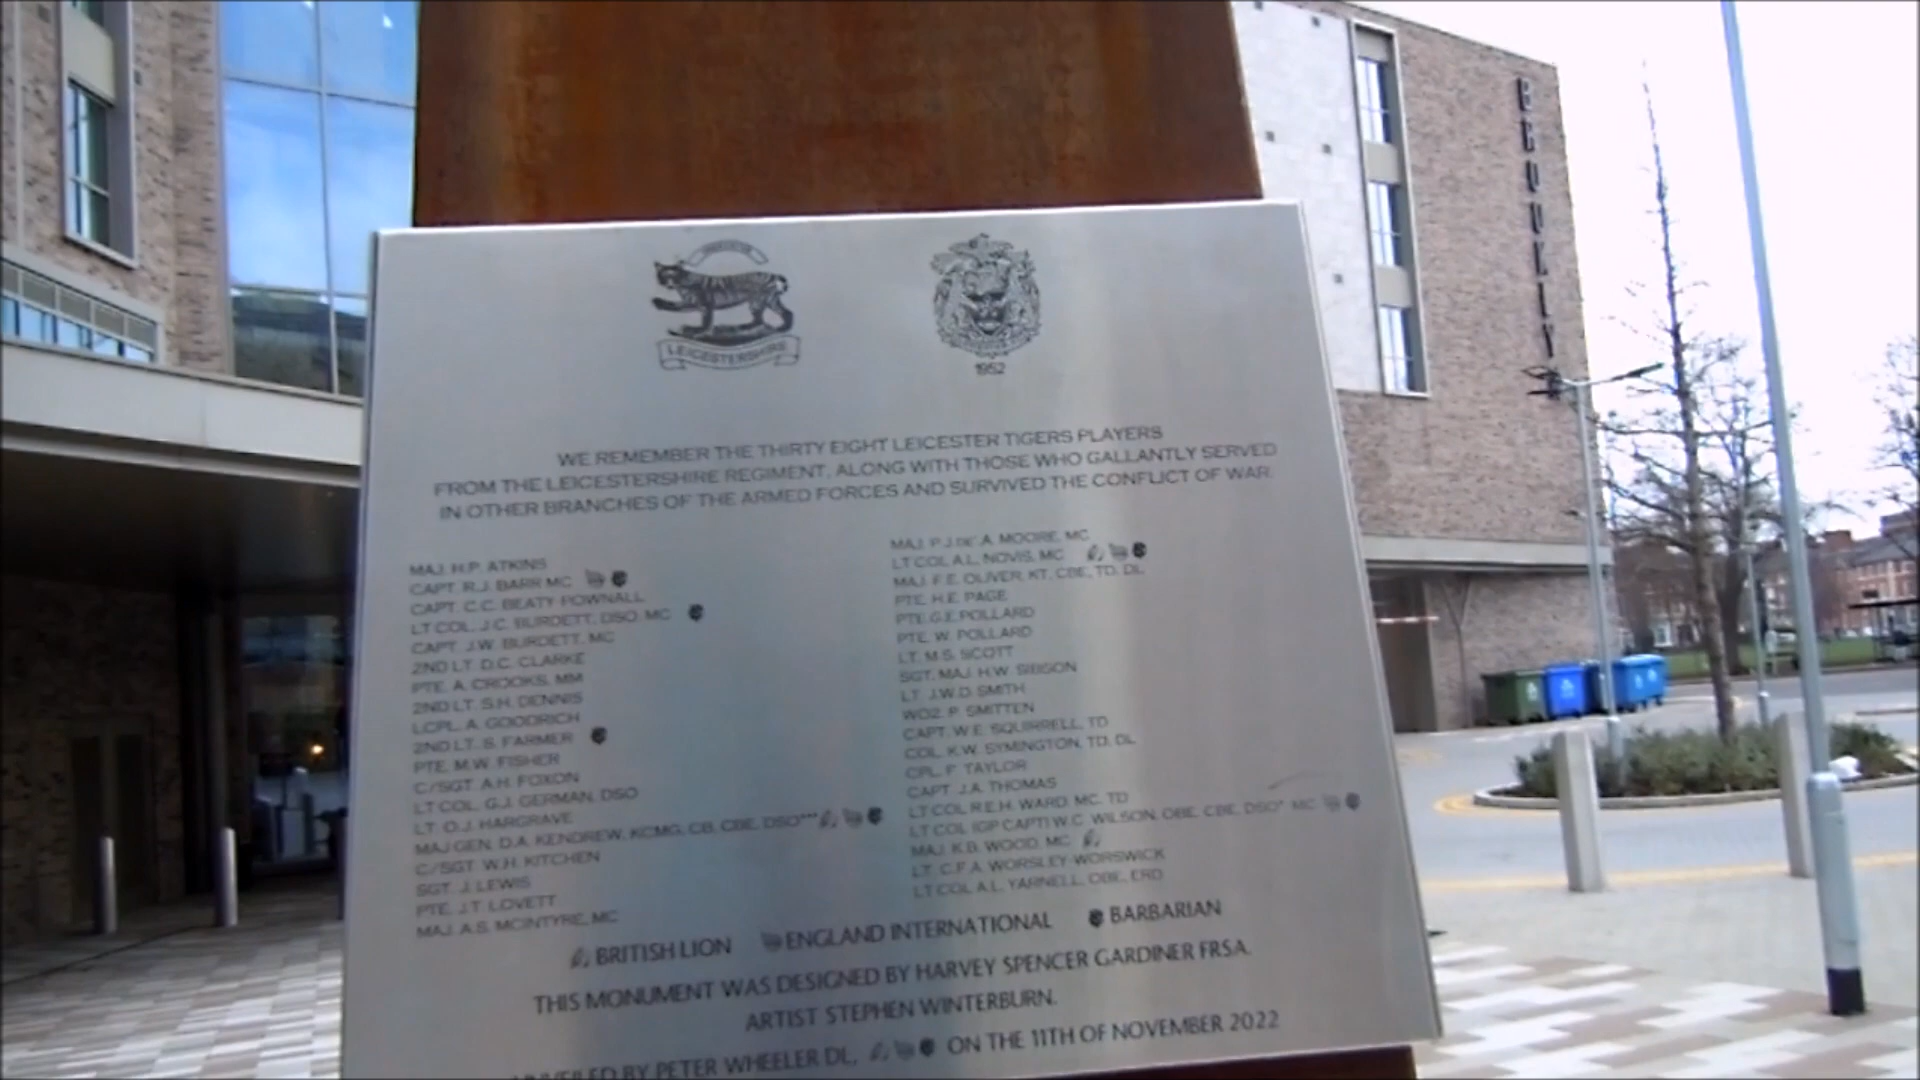 BROOKLY
LEICESTERSHIRE
1952
WE REMEMBER THE THIRTY EIGHT LEICESTER TIGERS PLAYERS
FROM THE LEICESTERSHIRE REGIMENT, ALONG WITH THOSE WHO GALLANTLY SERVED
IN OTHER BRANCHES OF THE ARMED FORCES AND SURVIVED THE CONFLICT OF WAR.
MAJ. H.P. ATKINS
CAPT. R.J. BARR MC
CAPT. C.C. BEATY POWNALL
LT COL. J.C. BURDETT, DSO, MC
CAPT. J.W. BURDETT, MC
2ND LT. D.C. CLARKE
PTE. A. CROOKS, MM
2ND LT. S.H. DENNIS
LCPL. A. GOODRICH
2ND LT. S. FARMER
PTE. M.W. FISHER
C/SGT. A.H. FOXON
LT COL. G.J. GERMAN, DSO
LT. O.J. HARGRAVE
MAJ GEN. D.A. KENDREW, KCMG, CB, CBE, DSO***
C/SGT. W.H. KITCHEN
SGT. J. LEWIS
PTE. J.T. LOVETT
MAJ. A.S. MCINTYRE, MC
MAJ. P.J. DE A. MOORE, MC
LT COL A.L. NOVIS, MC
MAJ. F.E. OLIVER, KT, CBE, TD, DL
PTE. H.E. PAGE
PTE. G.E. POLLARD
PTE. W. POLLARD
LT. M.S. SCOTT
SGT. MAJ. H.W. SIBSON
LT. J.W.D. SMITH
WO2. P. SMITTEN
CAPT. W.E. SQUIRRELL, TD
COL. K.W. SYMINGTON, TD, DL
CPL. F. TAYLOR
CAPT. J.A. THOMAS
LT COL R.E.H. WARD, MC, TD
LT COL (GP CAPT) W.C. WILSON, OBE, CBE, DSO* MC
MAJ. K.B. WOOD, MC
LT. C.F.A. WORSLEY-WORSWICK
LT COL A.L. YARNELL, OBE, ERD
BRITISH LION ENGLAND INTERNATIONAL BARBARIAN
THIS MONUMENT WAS DESIGNED BY HARVEY SPENCER GARDINER FRSA.
ARTIST STEPHEN WINTERBURN.
UNVEILED BY PETER WHEELER DL, ON THE 11TH OF NOVEMBER 2022